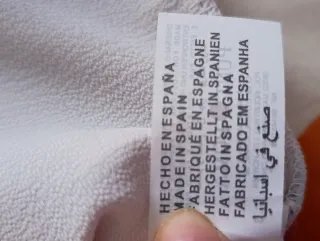 HECHO EN ESPAÑA
MADE IN SPAIN
FABRIQUÉ EN ESPAGNE
HERGESTELLT IN SPANIEN
FATTO IN SPAGNA
FABRICADO EM ESPANHA
صنع في اسبانيا